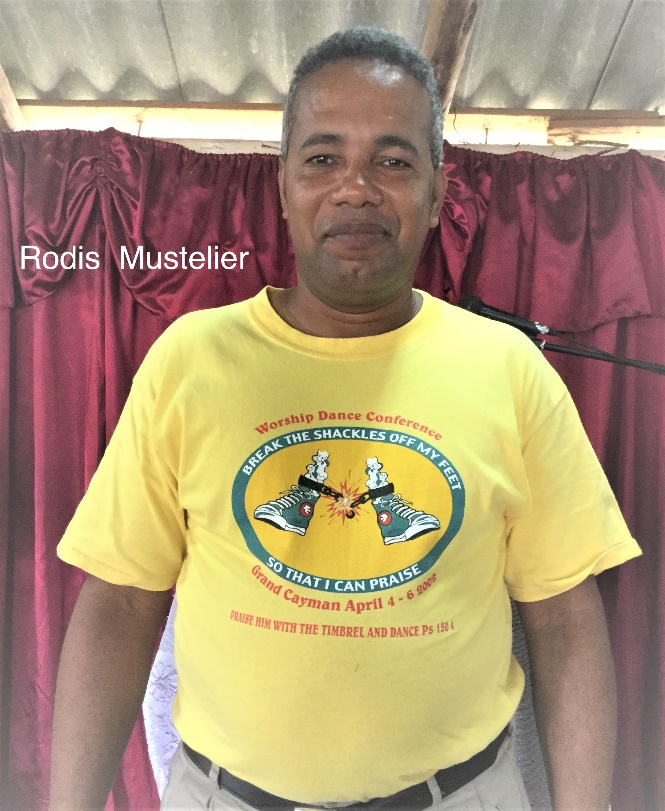 Rodis Mustelier
Worship Dance Conference
BREAK THE SHACKLES OFF MY FEET
SO THAT I CAN PRAISE
Grand Cayman April 4 - 6 2002
PRAISE HIM WITH THE TIMBREL AND DANCE Ps 150 4